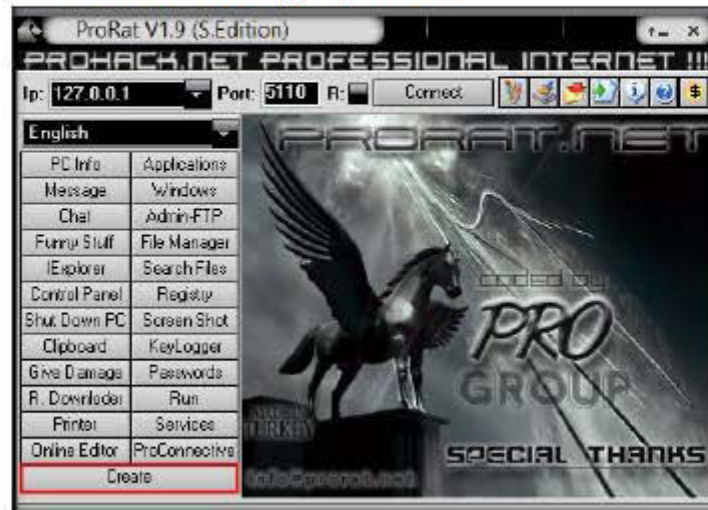 ProRat V1.9 (S.Edition)
PROHACK.NET PROFESSIONAL INTERNET !!!
Ip: 127.0.0.1 Port: 5110 R: Connect
English
PC Info Applications
Message Windows
Chat Admin-FTP
Funny Stuff File Manager
IExplorer Search Files
Control Panel Registry
Shut Down PC Screen Shot
Clipboard KeyLogger
Give Damage Passwords
R. Downloder Run
Printer Services
Online Editor ProConnective
Create
PRORAT.NET
coded by
PRO
GROUP
TURKEY
SPECIAL THANKS
info@prorat.net